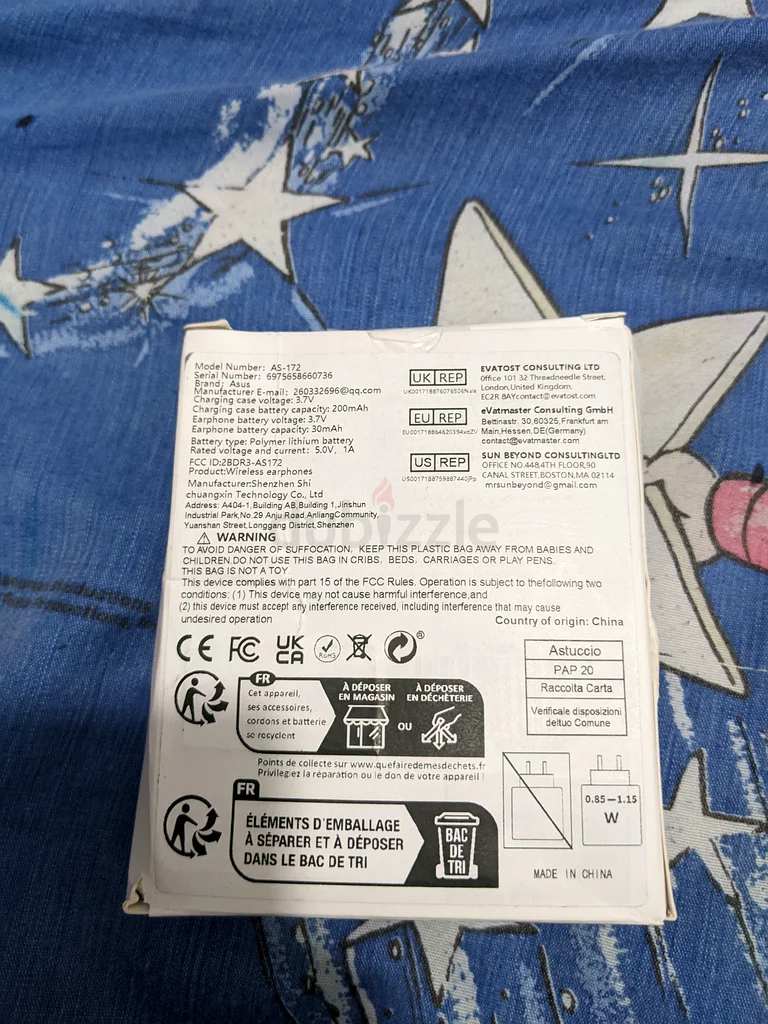 Model Number: AS-172
Serial Number: 6975658660736
Brand: Asus
Manufacturer E-mail: 260332696@qq.com
Charging case voltage: 3.7V
Charging case battery capacity: 200mAh
Earphone battery voltage: 3.7V
Earphone battery capacity: 30mAh
Battery type: Polymer lithium battery
Rated voltage and current: 5.0V, 1A
FCC ID:2BDR3-AS172
Product:Wireless earphones
Manufacturer:Shenzhen Shi
chuangxin Technology Co., Ltd
Address: A404-1,Building AB,Building 1,Jinshun
Industrial Park,No.29 Anju Road,AnliangCommunity,
Yuanshan Street,Longgang District,Shenzhen
UK REP
EVATOST CONSULTING LTD
Office 101 32 Threadneedle Street,
London,United Kingdom,
EC2R 8AYcontact@evatost.com
EU REP
eVatmaster Consulting GmbH
Bettinastr. 30,60325,Frankfurt am
Main,Hessen,DE(Germany)
contact@evatmaster.com
US REP
SUN BEYOND CONSULTINGLTD
OFFICE NO.448,4TH FLOOR,90
CANAL STREET,BOSTON,MA 02114
mrsunbeyond@gmail.com
dubizzle
WARNING
TO AVOID DANGER OF SUFFOCATION, KEEP THIS PLASTIC BAG AWAY FROM BABIES AND
CHILDREN.DO NOT USE THIS BAG IN CRIBS, BEDS, CARRIAGES OR PLAY PENS.
THIS BAG IS NOT A TOY.
This device complies with part 15 of the FCC Rules. Operation is subject to thefollowing two
conditions: (1) This device may not cause harmful interference,and
(2) this device must accept any interference received, including interference that may cause
undesired operation
Country of origin: China
CE FC UK CA RoHS
Astuccio
PAP 20
Raccolta Carta
Verificale disposizioni
deltuo Comune
FR
Cet appareil,
ses accessoires,
cordons et batterie
se recyclent
À DÉPOSER
EN MAGASIN
OU
À DÉPOSER
EN DÉCHÈTERIE
Points de collecte sur www.quefairedemesdechets.fr
Privilegiez la réparation ou le don de votre appareil !
FR
ÉLÉMENTS D'EMBALLAGE
À SÉPARER ET À DÉPOSER
DANS LE BAC DE TRI
BAC
DE
TRI
0.85–1.15
W
MADE IN CHINA